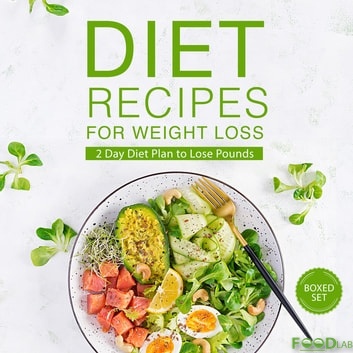 DIET
RECIPES
FOR WEIGHT LOSS
2 Day Diet Plan to Lose Pounds
BOXED
SET
FOODLAB